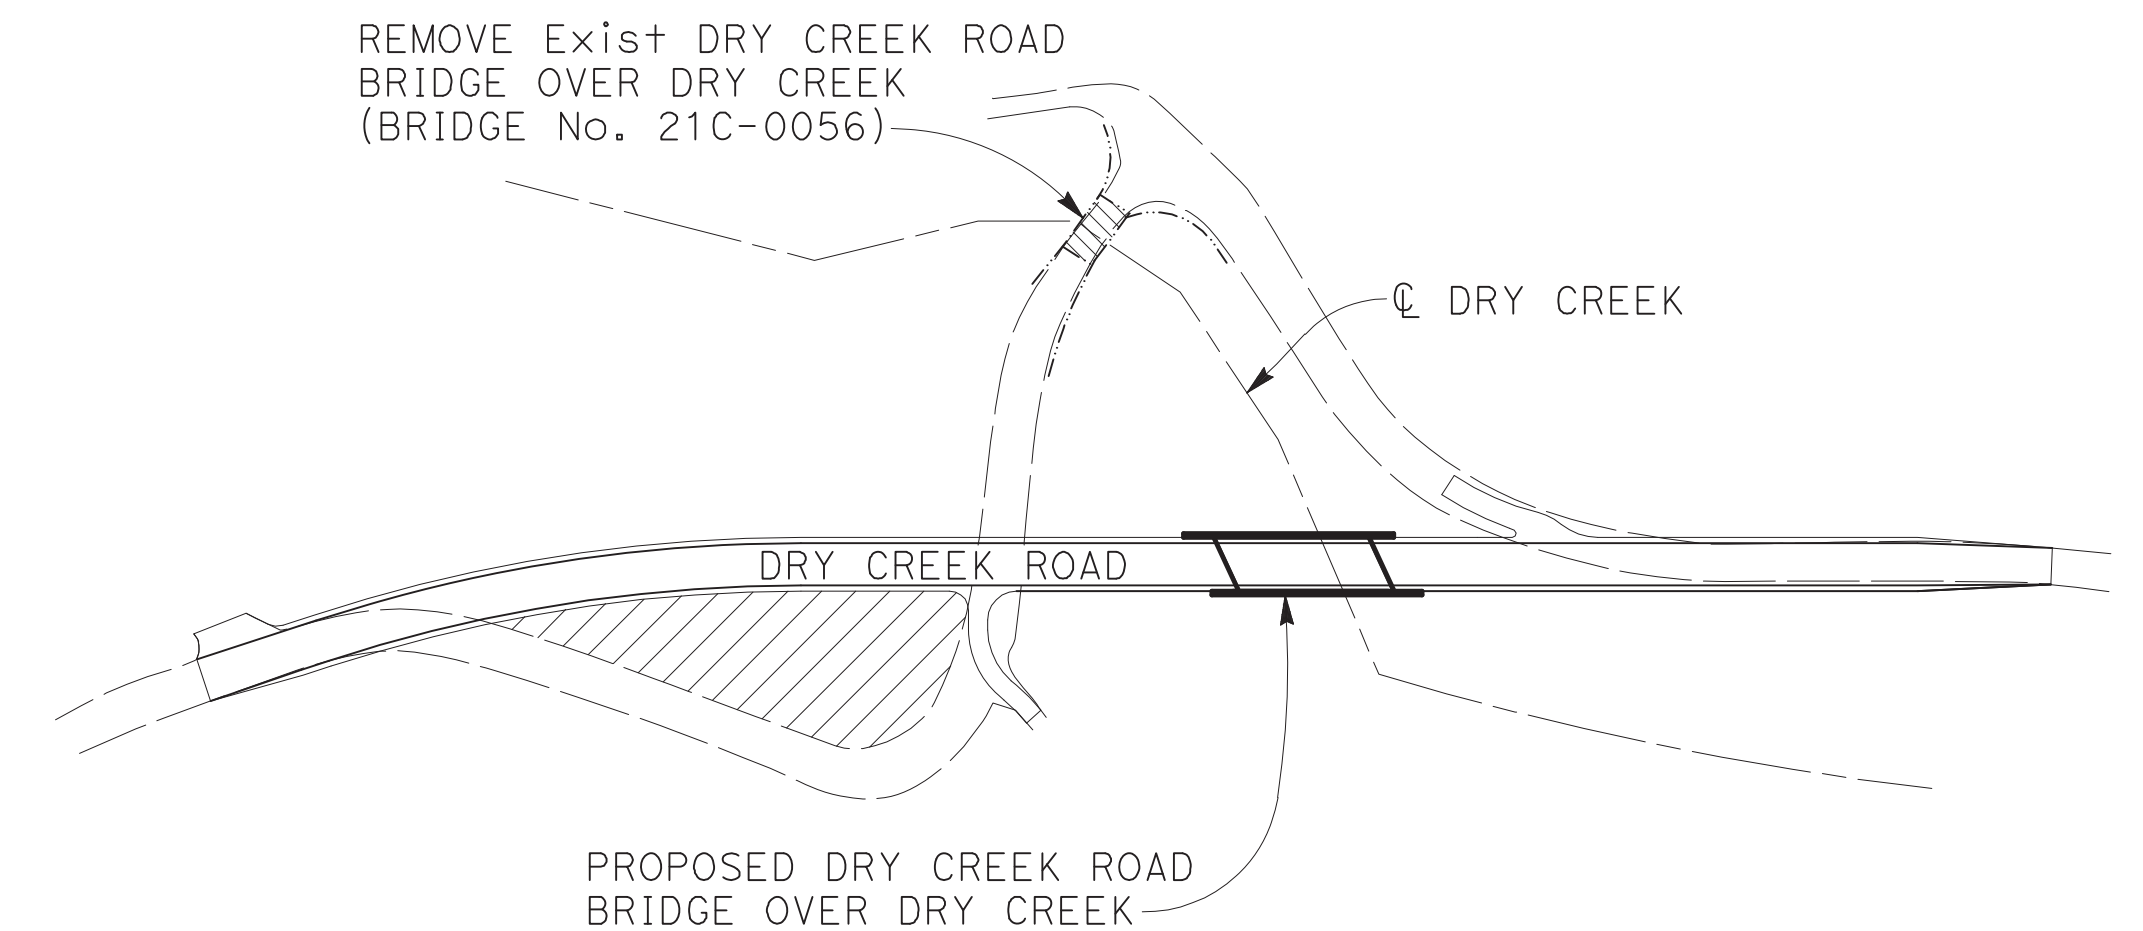 REMOVE Exist DRY CREEK ROAD
BRIDGE OVER DRY CREEK
(BRIDGE No. 21C-0056)
℄ DRY CREEK
DRY CREEK ROAD
PROPOSED DRY CREEK ROAD
BRIDGE OVER DRY CREEK